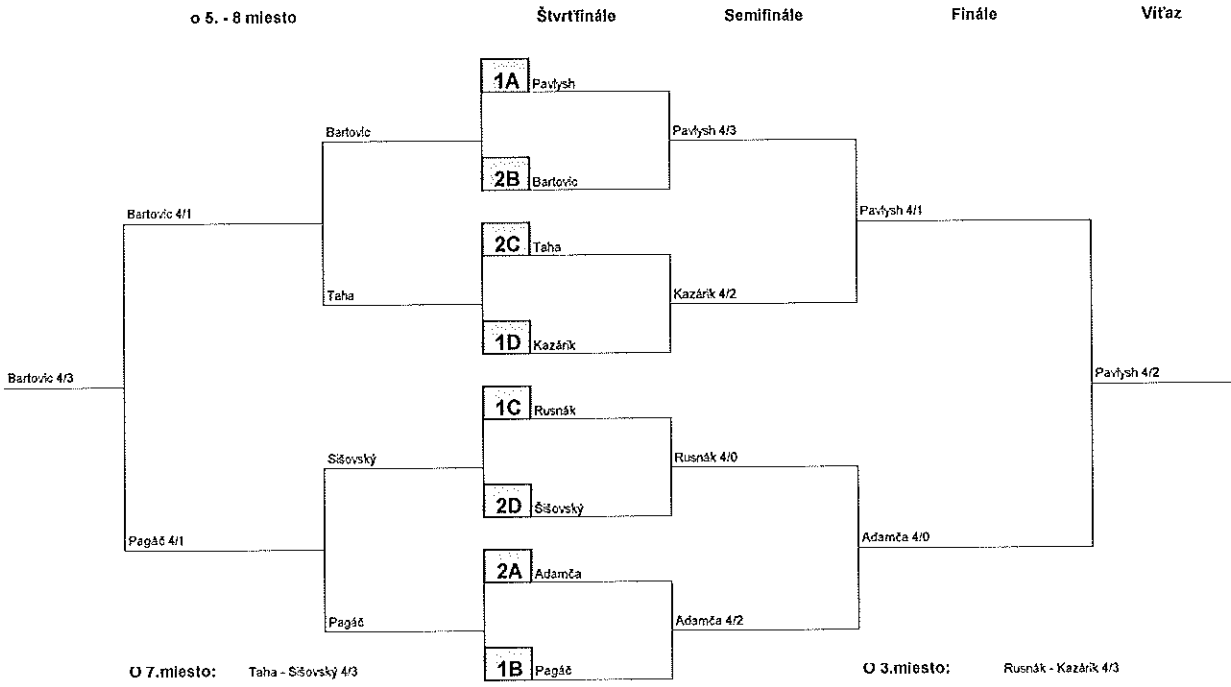 o 5. - 8 miesto Štvrťfinále Semifinále Finále Víťaz
1A Pavlysh
Bartovic Pavlysh 4/3
2B Bartovic
Bartovic 4/1 Pavlysh 4/1
2C Taha
Taha Kazárik 4/2
1D Kazárik
Bartovic 4/3 Pavlysh 4/2
1C Rusnák
Sišovský Rusnák 4/0
2D Šišovský
Pagáč 4/1 Adamča 4/0
2A Adamča
Pagáč Adamča 4/2
1B Pagáč
O 7.miesto: Taha - Sišovský 4/3 O 3.miesto: Rusnák - Kazárik 4/3